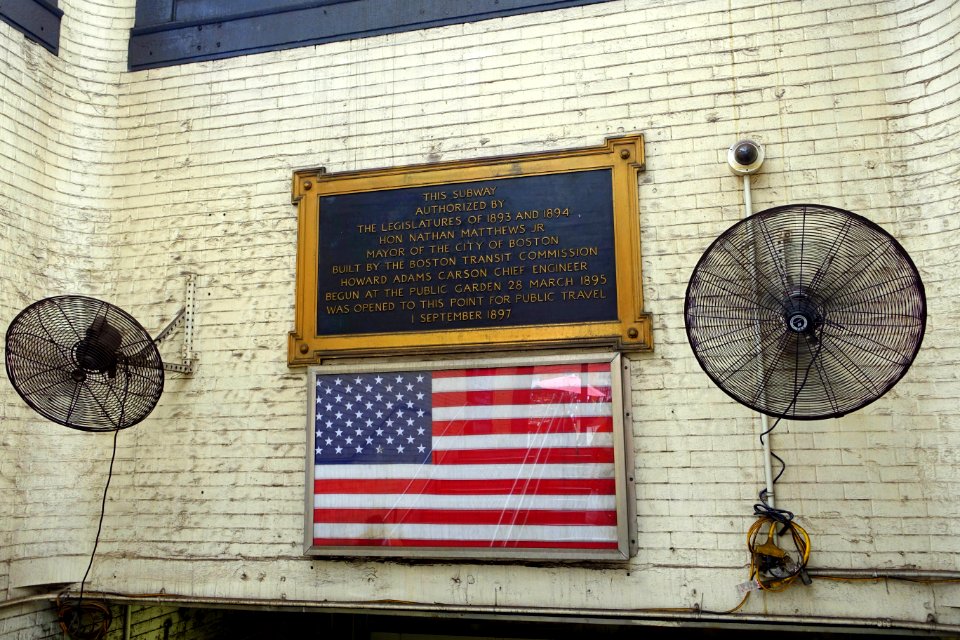 THIS SUBWAY
AUTHORIZED BY
THE LEGISLATURES OF 1893 AND 1894
HON NATHAN MATTHEWS JR
MAYOR OF THE CITY OF BOSTON
BUILT BY THE BOSTON TRANSIT COMMISSION
HOWARD ADAMS CARSON CHIEF ENGINEER
BEGUN AT THE PUBLIC GARDEN 28 MARCH 1895
WAS OPENED TO THIS POINT FOR PUBLIC TRAVEL
1 SEPTEMBER 1897